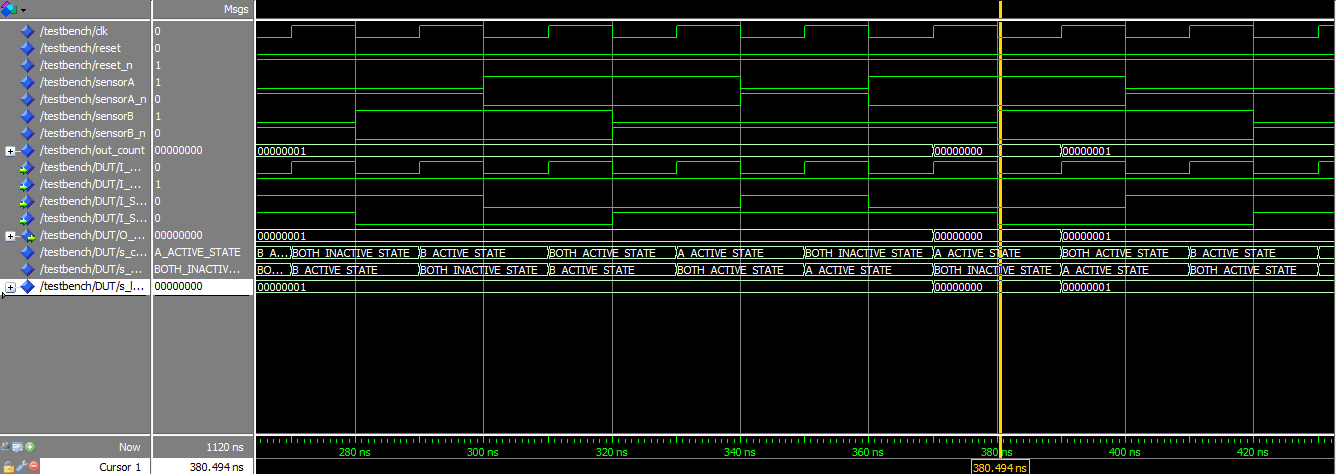 Msgs
/testbench/clk 0
/testbench/reset 0
/testbench/reset_n 1
/testbench/sensorA 1
/testbench/sensorA_n 0
/testbench/sensorB 1
/testbench/sensorB_n 0
/testbench/out_count 00000000 00000001 00000000 00000001
/testbench/DUT/I_... 0
/testbench/DUT/I_... 1
/testbench/DUT/I_S... 0
/testbench/DUT/I_S... 0
/testbench/DUT/O_... 00000000 00000001 00000000 00000001
/testbench/DUT/s_c... A_ACTIVE_STATE B_A... BOTH_INACTIVE_STATE B_ACTIVE_STATE BOTH_ACTIVE_STATE A_ACTIVE_STATE BOTH_INACTIVE_STATE A_ACTIVE_STATE BOTH_ACTIVE_STATE B_ACTIVE_STATE
/testbench/DUT/s_... BOTH_INACTIV... BO... B_ACTIVE_STATE BOTH_INACTIVE_STATE B_ACTIVE_STATE BOTH_ACTIVE_STATE A_ACTIVE_STATE BOTH_INACTIVE_STATE A_ACTIVE_STATE BOTH_ACTIVE_STATE
/testbench/DUT/s_l... 00000000 00000001 00000000 00000001
Now 1120 ns 280 ns 300 ns 320 ns 340 ns 360 ns 380 ns 400 ns 420 ns
Cursor 1 380.494 ns 380.494 ns